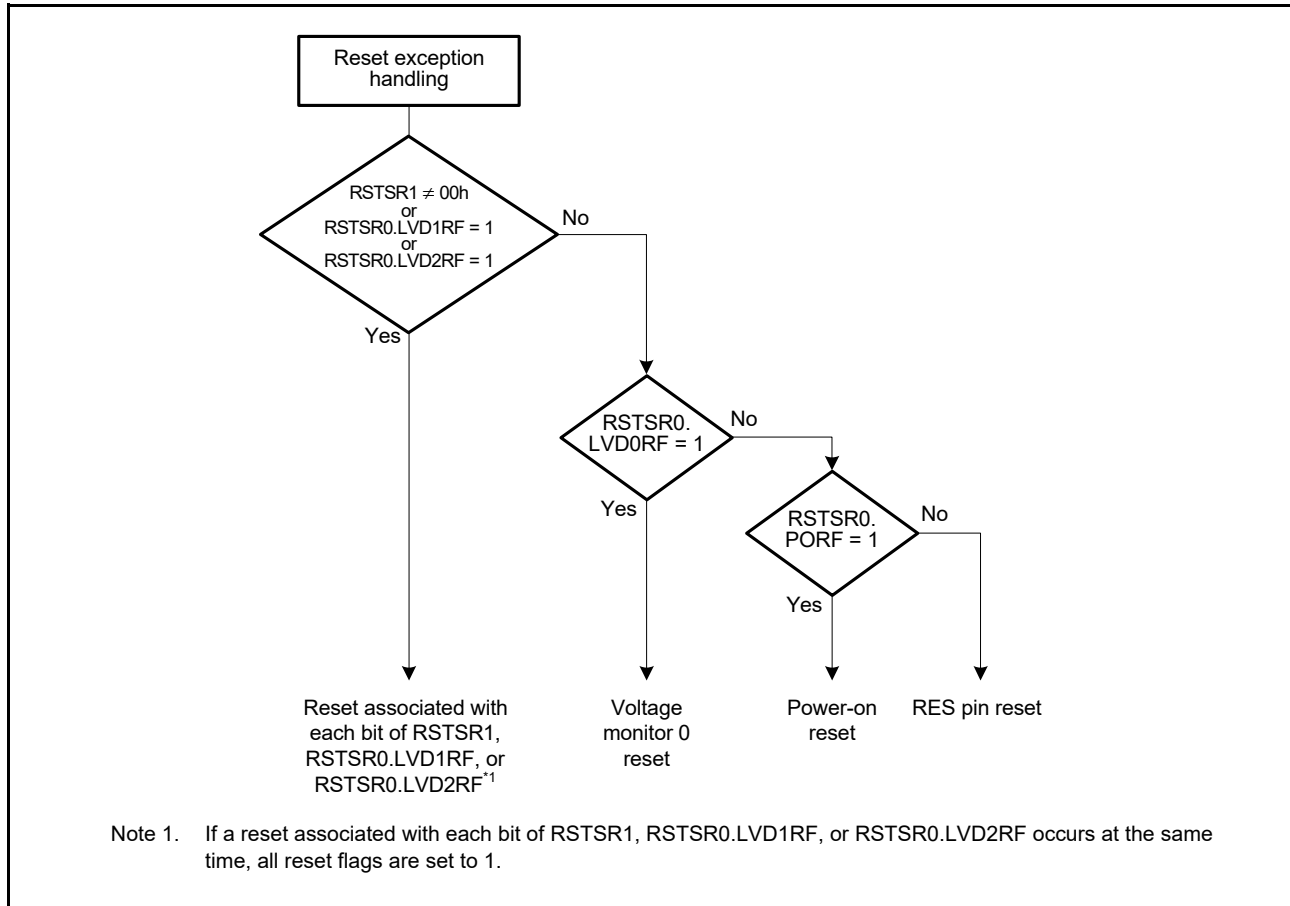 Reset exception
handling
RSTSR1 ≠ 00h
or
RSTSR0.LVD1RF = 1
or
RSTSR0.LVD2RF = 1
No
Yes
RSTSR0.
LVD0RF = 1
No
Yes
RSTSR0.
PORF = 1
No
Yes
Reset associated with
each bit of RSTSR1,
RSTSR0.LVD1RF, or
RSTSR0.LVD2RF*1
Voltage
monitor 0
reset
Power-on
reset
RES pin reset
Note 1. If a reset associated with each bit of RSTSR1, RSTSR0.LVD1RF, or RSTSR0.LVD2RF occurs at the same
time, all reset flags are set to 1.